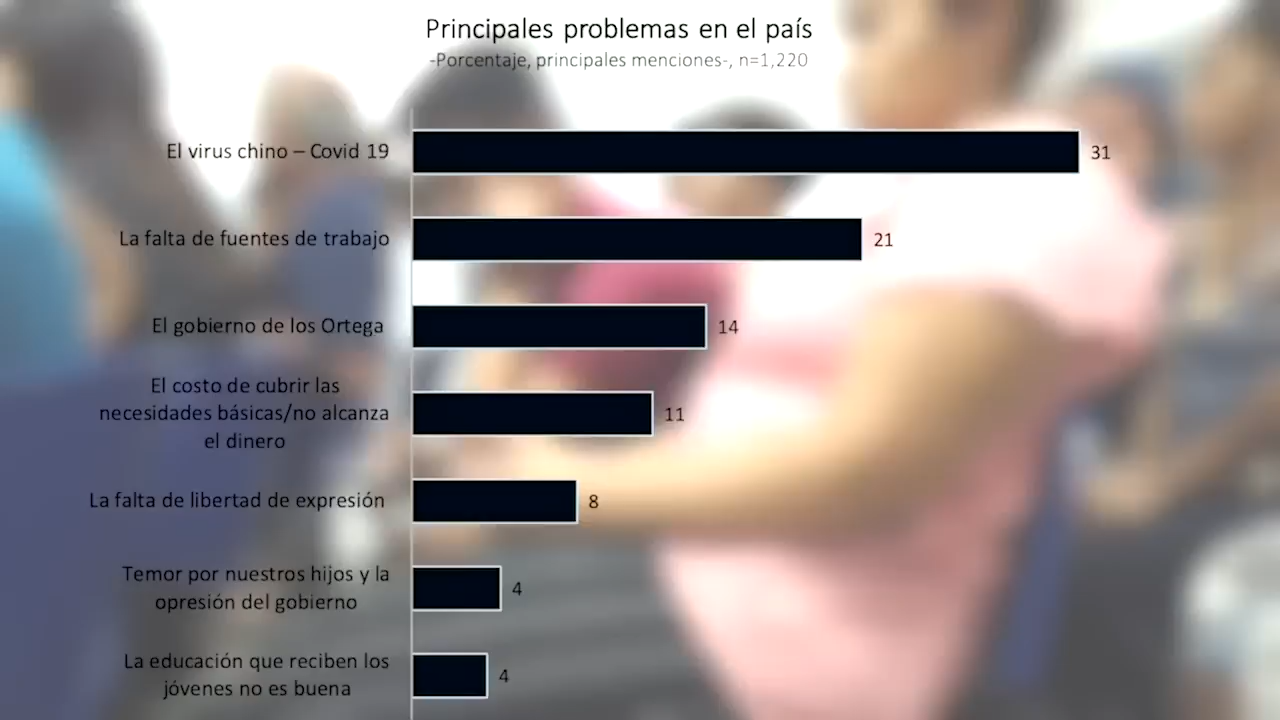 Principales problemas en el país
-Porcentaje, principales menciones-, n=1,220
El virus chino – Covid 19
31
La falta de fuentes de trabajo
21
El gobierno de los Ortega
14
El costo de cubrir las
necesidades básicas/no alcanza
el dinero
11
La falta de libertad de expresión
8
Temor por nuestros hijos y la
opresión del gobierno
4
La educación que reciben los
jóvenes no es buena
4